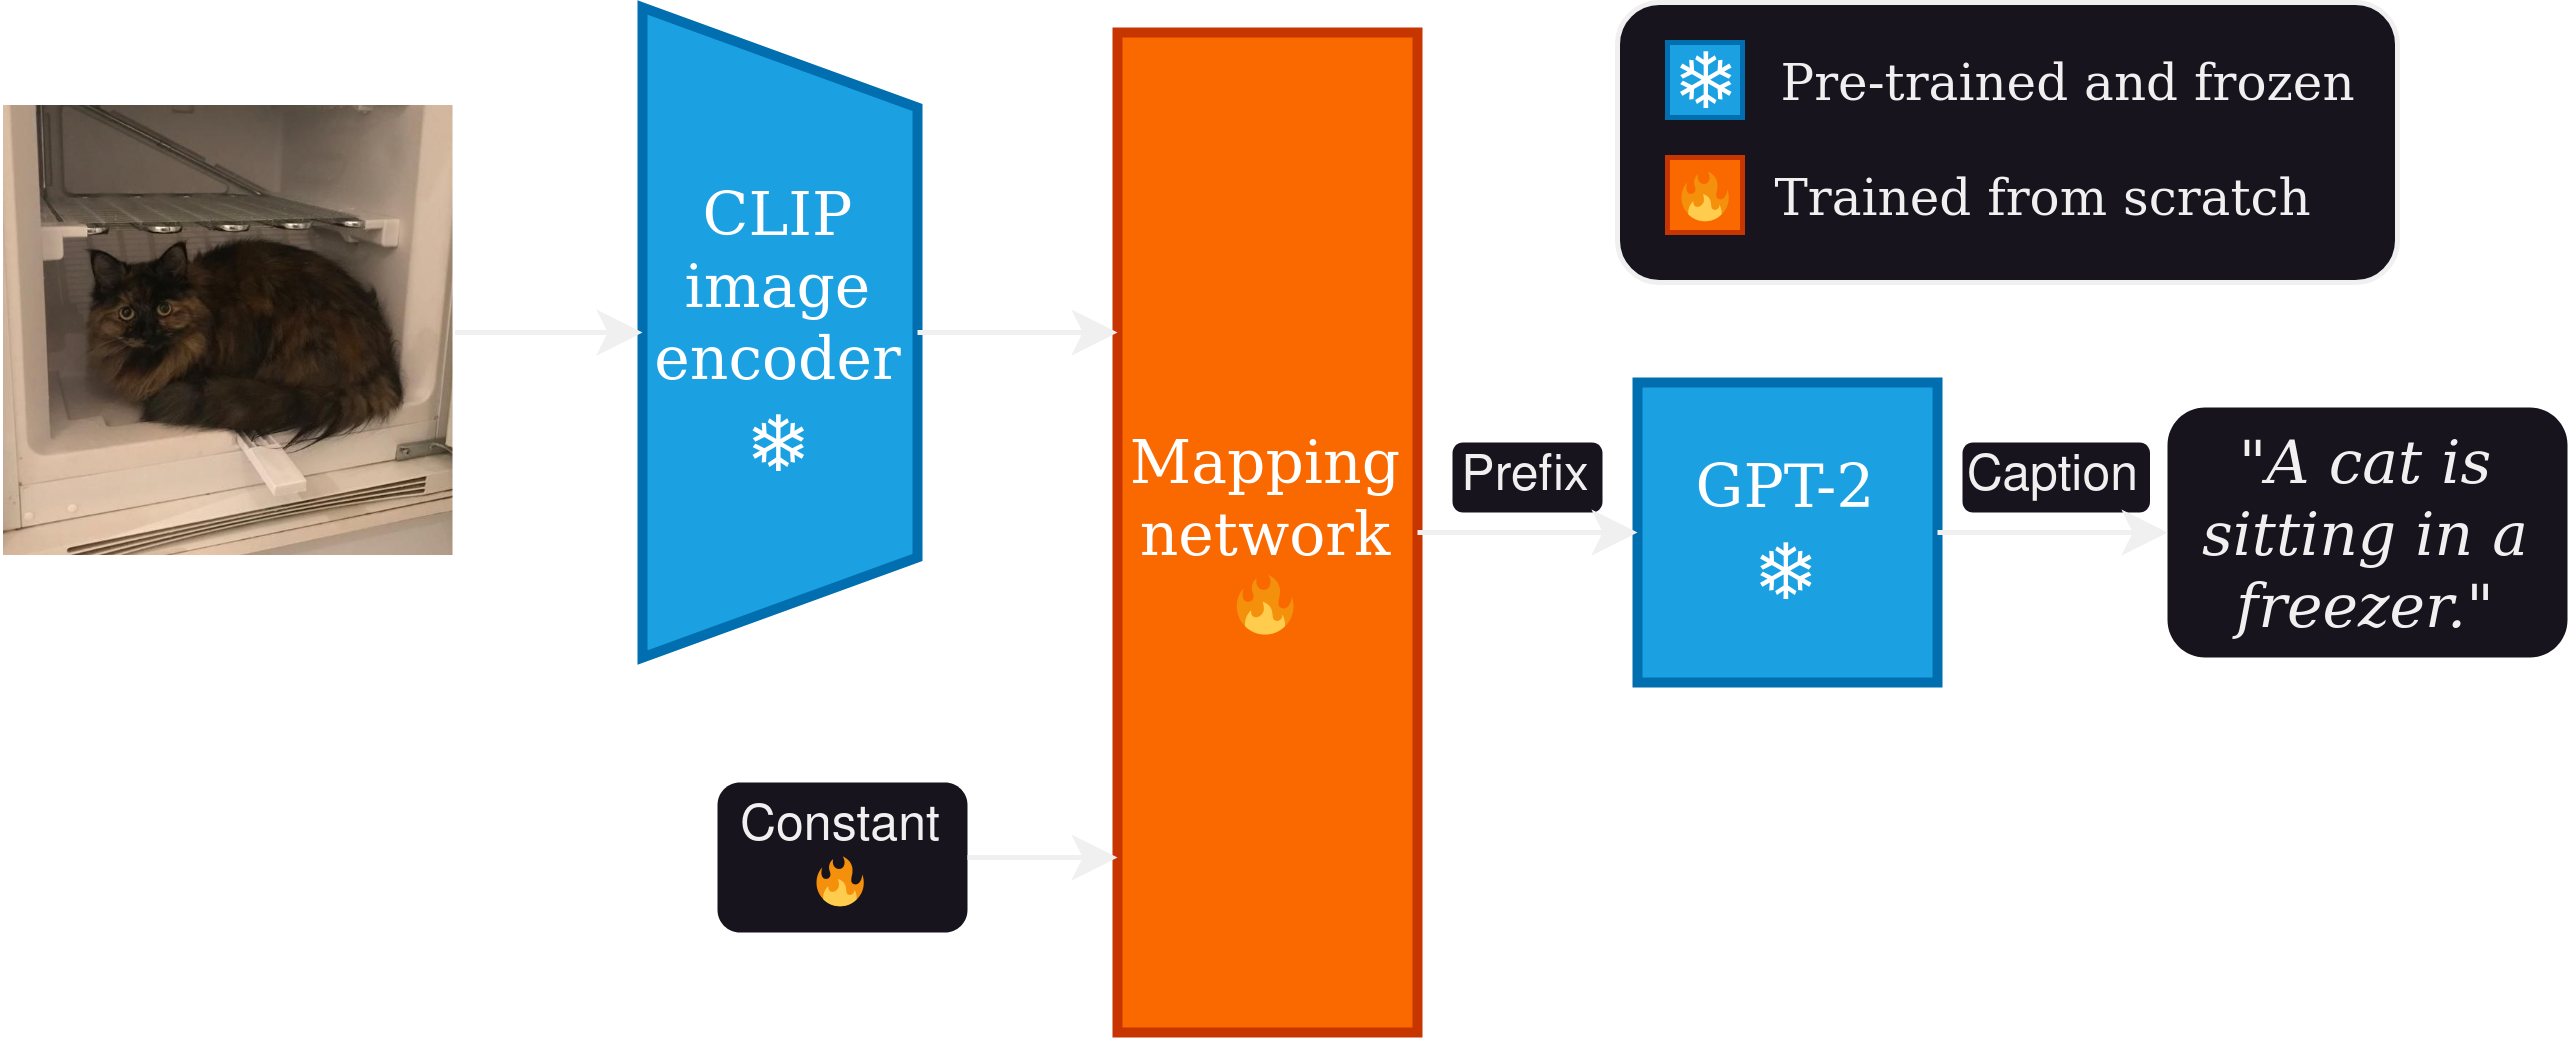 CLIP
image
encoder
Constant
Mapping
network
Prefix
GPT-2
Caption
"A cat is
sitting in a
freezer."
Pre-trained and frozen
Trained from scratch